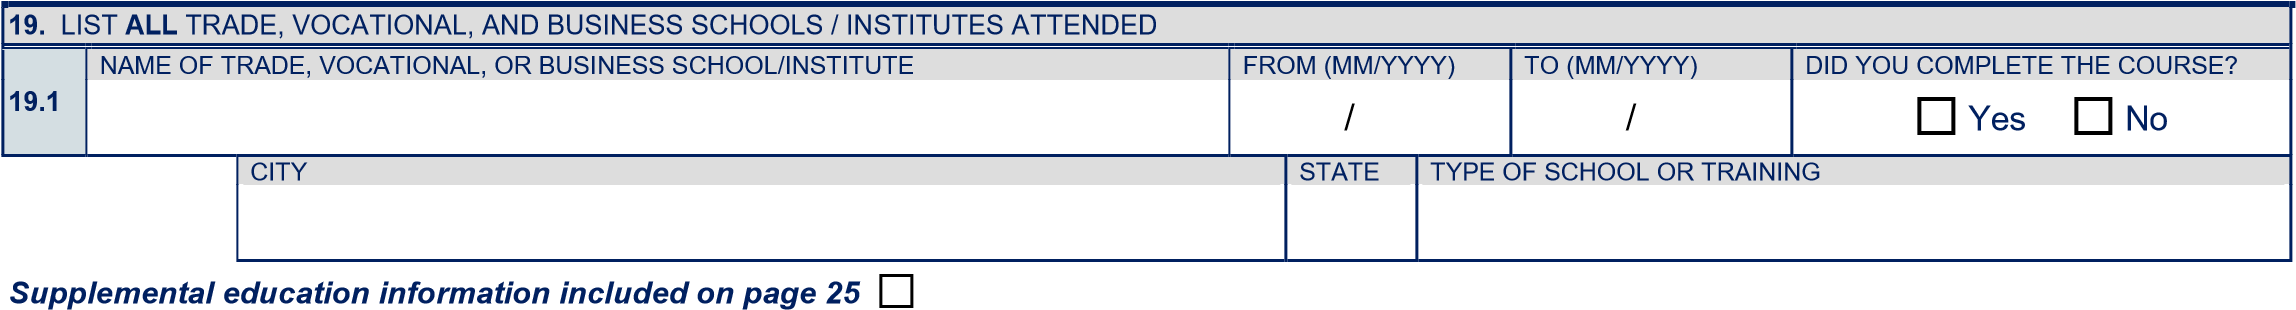 19. LIST ALL TRADE, VOCATIONAL, AND BUSINESS SCHOOLS / INSTITUTES ATTENDED
19.1 NAME OF TRADE, VOCATIONAL, OR BUSINESS SCHOOL/INSTITUTE FROM (MM/YYYY) TO (MM/YYYY) DID YOU COMPLETE THE COURSE?
/ / Yes No
CITY STATE TYPE OF SCHOOL OR TRAINING
Supplemental education information included on page 25